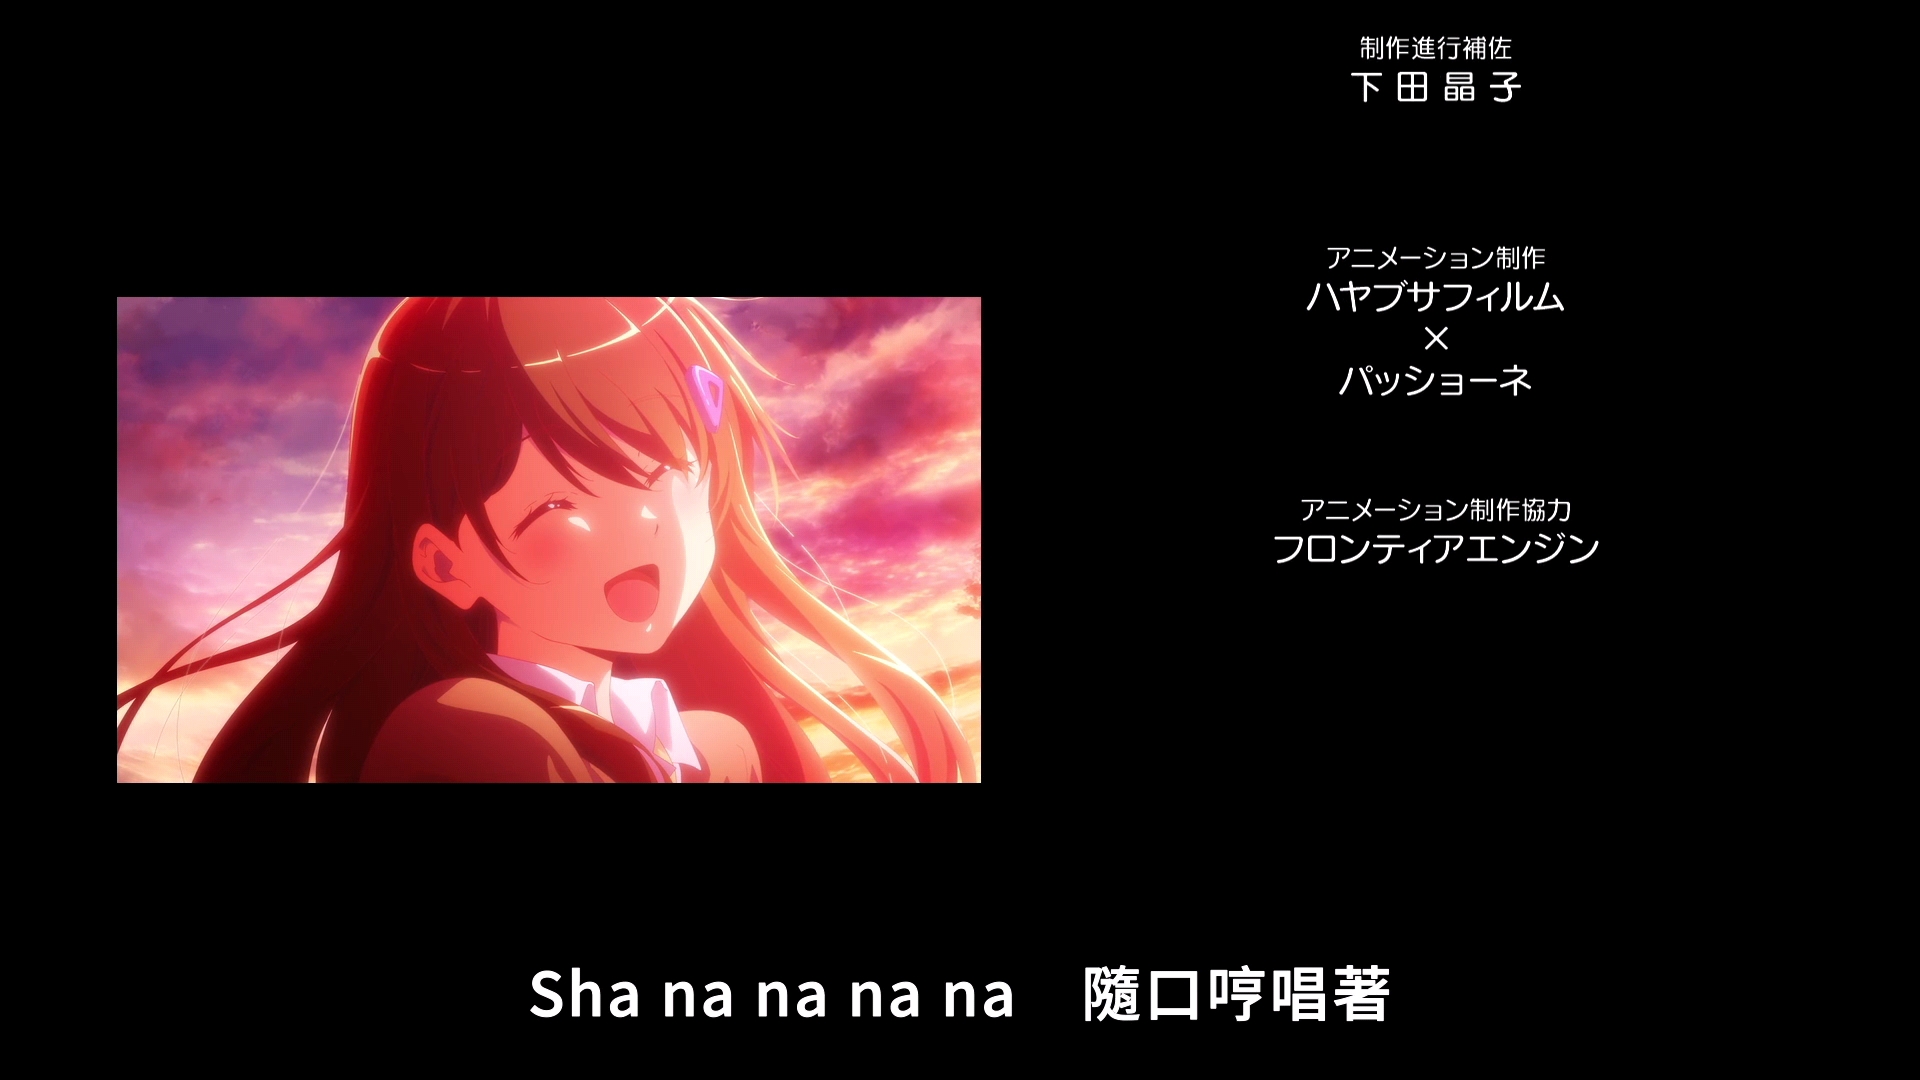 制作進行補佐
下田晶子
アニメーション制作
ハヤブサフィルム
×
パッショーネ
アニメーション制作協力
フロンティアエンジン
Sha na na na na　隨口哼唱著